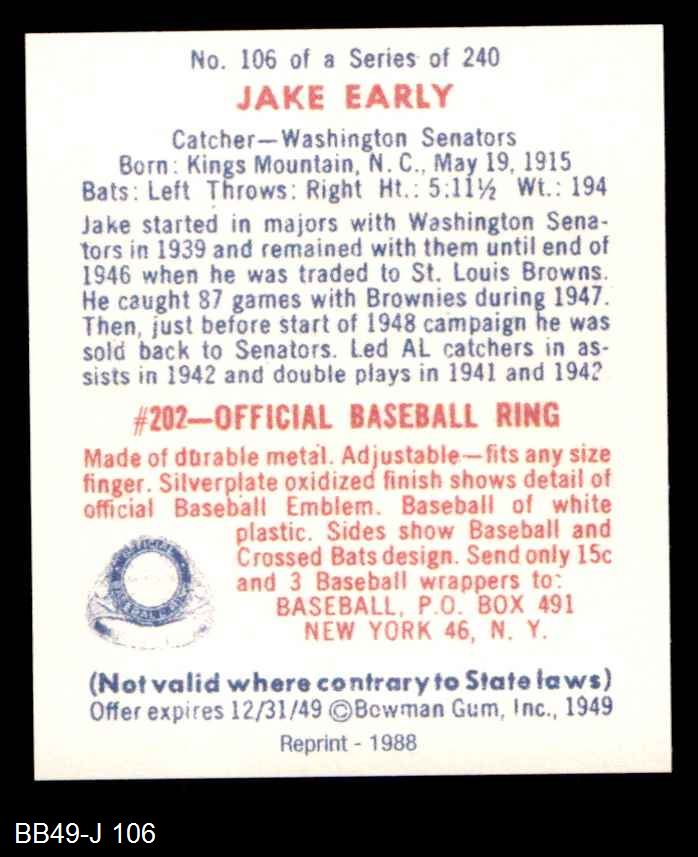 No. 106 of a Series of 240
JAKE EARLY
Catcher—Washington Senators
Born: Kings Mountain, N. C., May 19, 1915
Bats: Left Throws: Right Ht.: 5:11½ Wt.: 194
Jake started in majors with Washington Sena-
tors in 1939 and remained with them until end of
1946 when he was traded to St. Louis Browns.
He caught 87 games with Brownies during 1947.
Then, just before start of 1948 campaign he was
sold back to Senators. Led AL catchers in as-
sists in 1942 and double plays in 1941 and 1942
#202—OFFICIAL BASEBALL RING
Made of durable metal. Adjustable—fits any size
finger. Silverplate oxidized finish shows detail of
official Baseball Emblem. Baseball of white
plastic. Sides show Baseball and
Crossed Bats design. Send only 15c
and 3 Baseball wrappers to:
BASEBALL, P.O. BOX 491
NEW YORK 46, N. Y.
OFFICIAL
BASEBALL
(Not valid where contrary to State laws)
Offer expires 12/31/49 ©Bowman Gum, Inc., 1949
Reprint - 1988
BB49-J 106